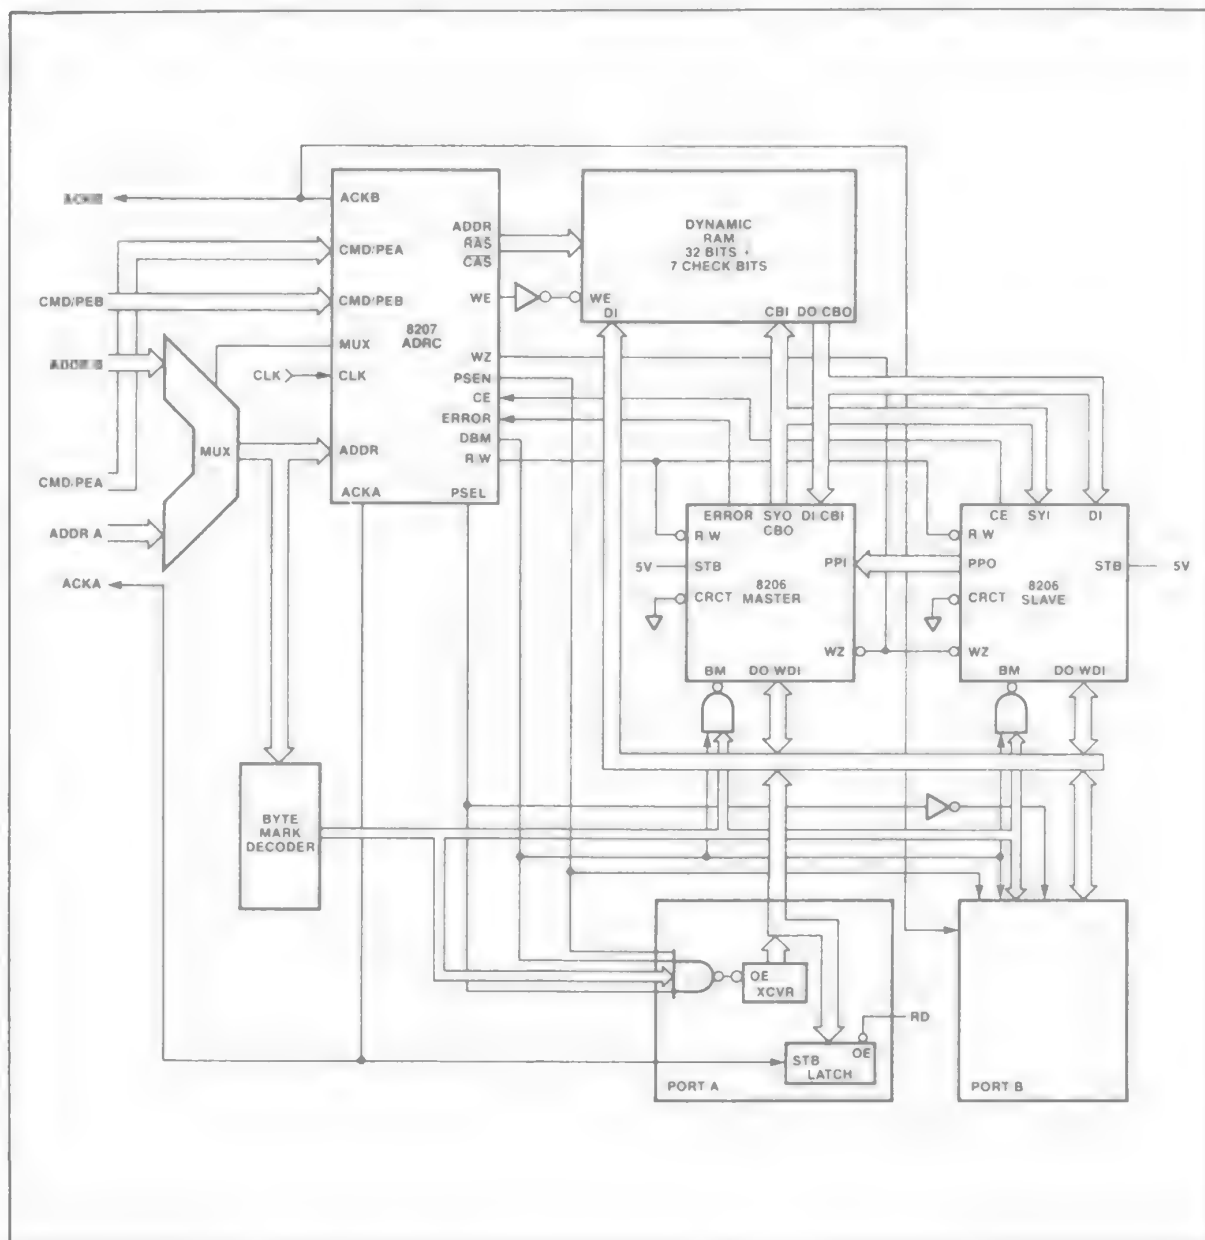 ACKB
CMD/PEA
CMD/PEB
MUX
CLK
ADDR
ACKA
PSEL
8207
ADRC
ADDR
RAS
CAS
WE
WZ
PSEN
CE
ERROR
DBM
R/W
CMD/PEB
CLK
MUX
CMD/PEA
ADDR A
ACKA
DYNAMIC
RAM
32 BITS +
7 CHECK BITS
WE
DI
CBI
DO CBO
ERROR
SYO
CBO
DI CBI
R/W
5V
STB
CRCT
8206
MASTER
PPI
WZ
BM
DO WDI
CE
SYI
DI
R/W
PPO
STB
5V
CRCT
8206
SLAVE
WZ
BM
DO WDI
BYTE
MARK
DECODER
OE
XCVR
RD
STB
OE
LATCH
PORT A
PORT B